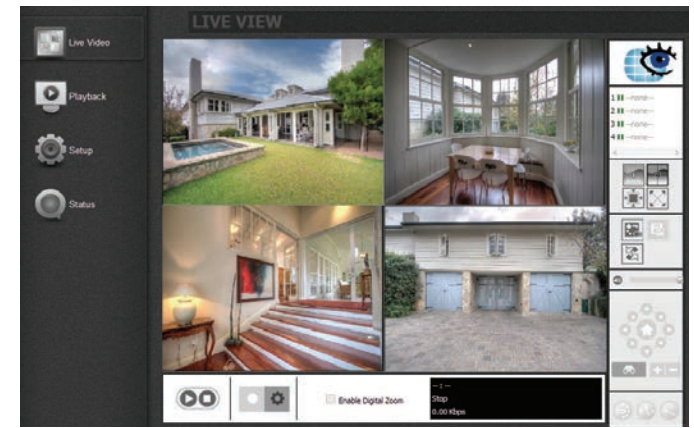 LIVE VIEW
Live Video
Playback
Setup
Status
1 --none--
2 --none--
3 --none--
4 --none--
Enable Digital Zoom
--:--
Stop
0.00 Kbps